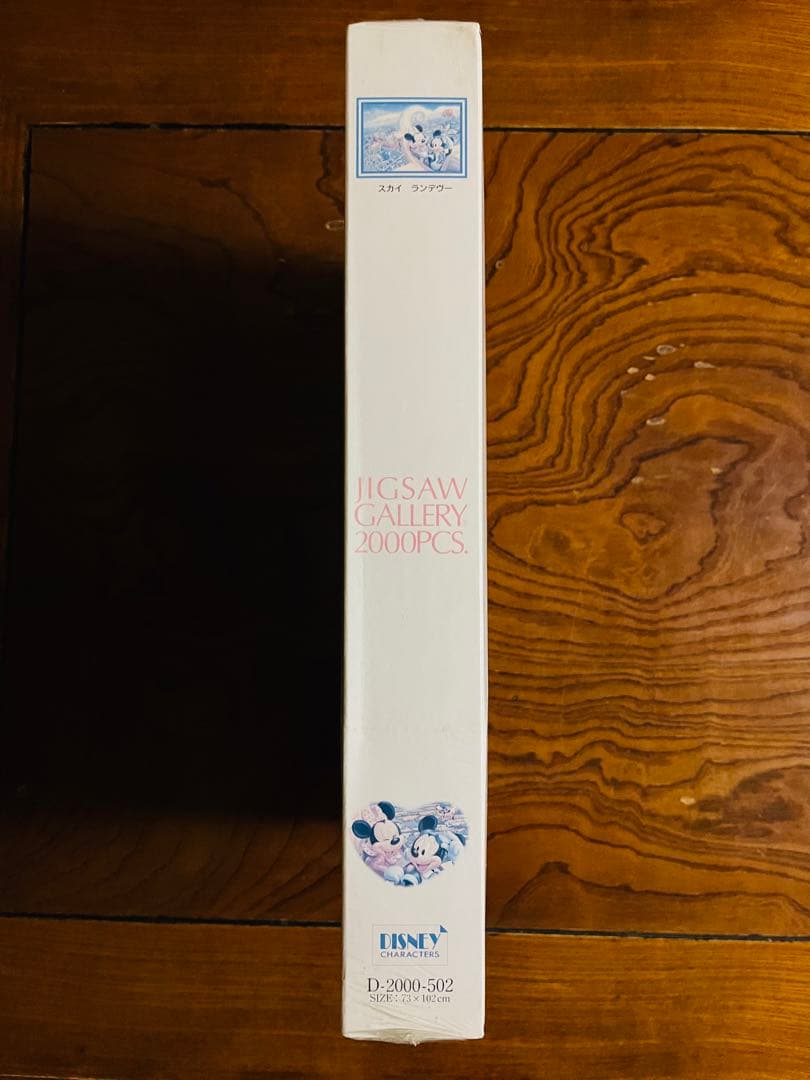 スカイ ランデヴー
JIGSAW
GALLERY
2000PCS.
DISNEY
CHARACTERS
D-2000-502
SIZE：73×102cm